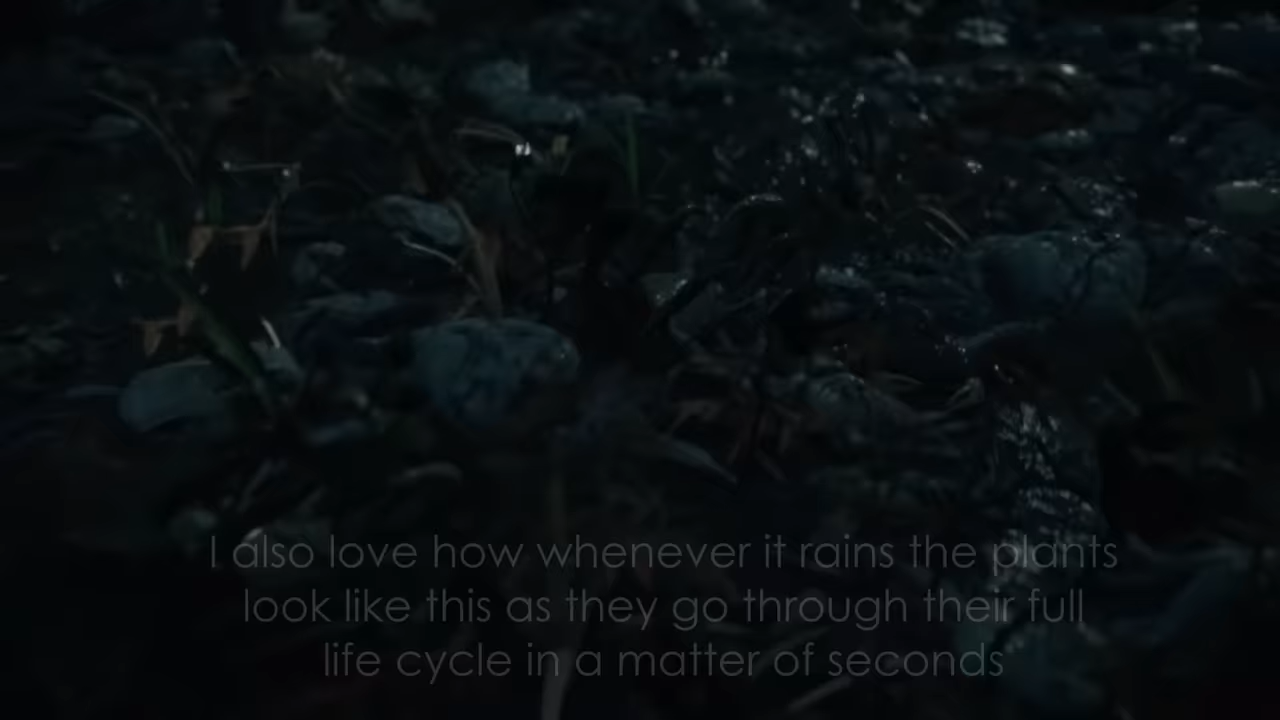 I also love how whenever it rains the plants
look like this as they go through their full
life cycle in a matter of seconds